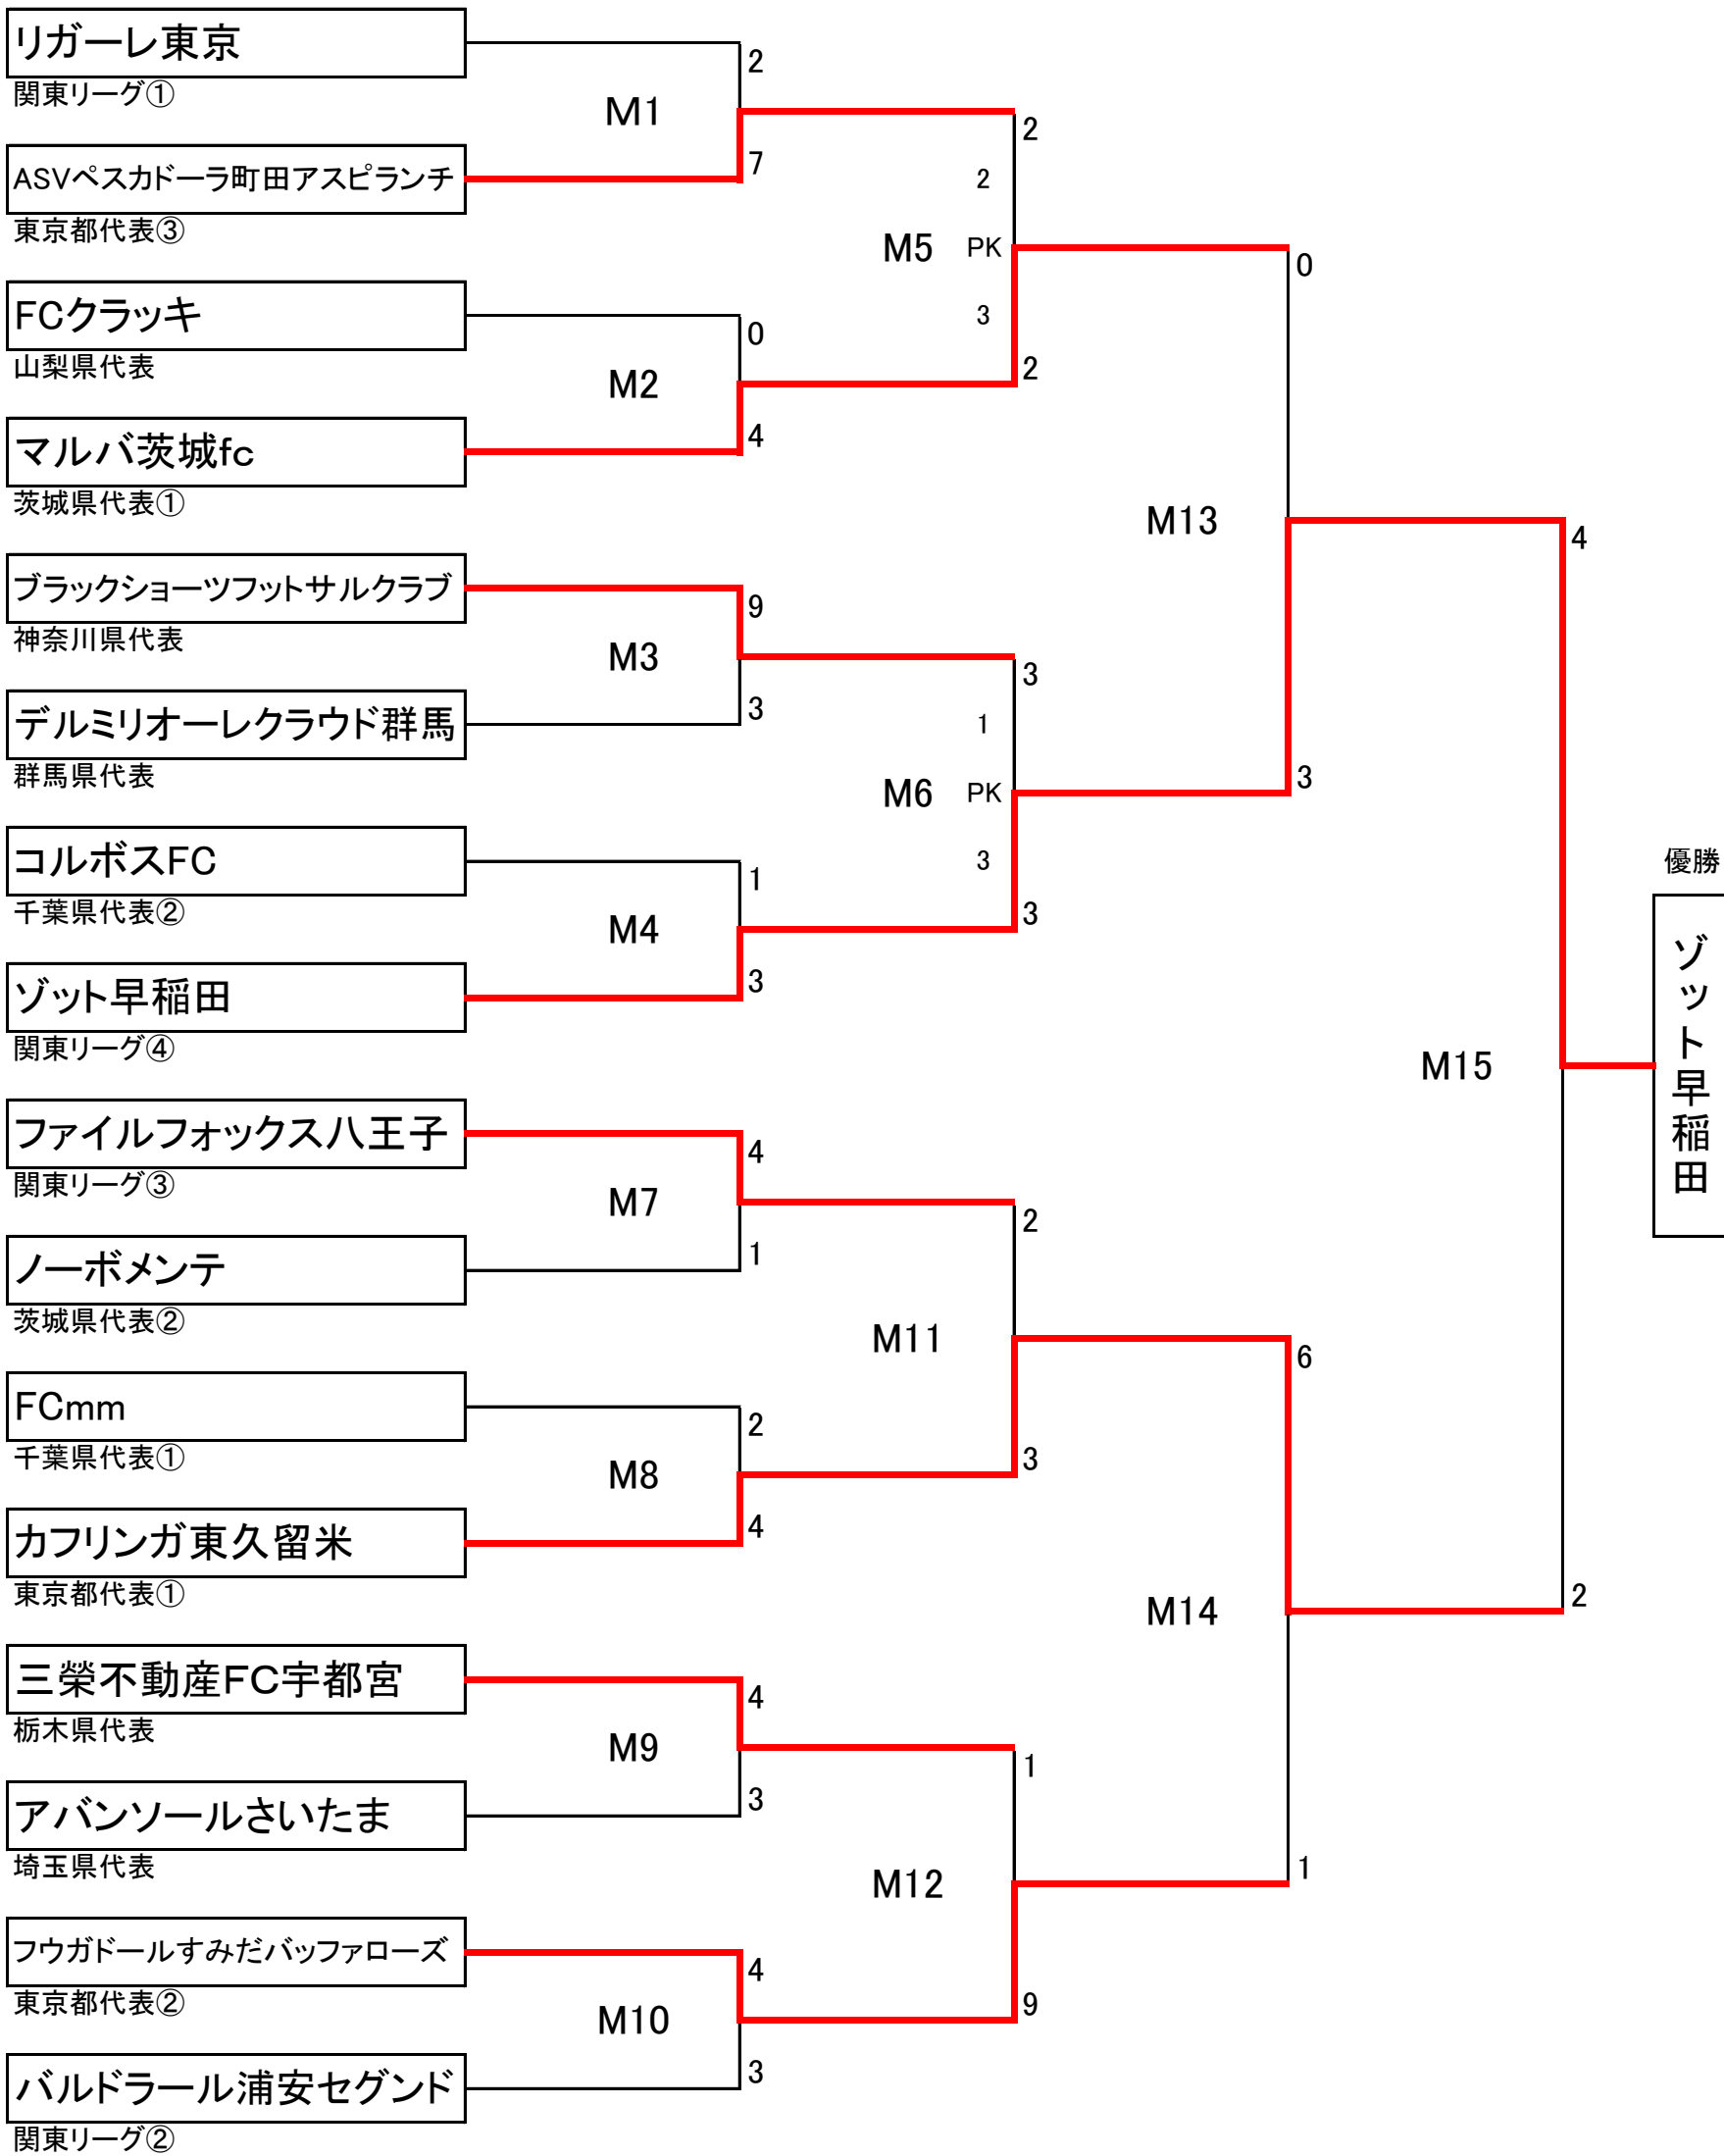 リガーレ東京
2
関東リーグ①
M1
2
ASVペスカドーラ町田アスピランチ
7
2
東京都代表③
M5 PK
0
FCクラッキ
0
3
山梨県代表
M2
2
マルバ茨城fc
4
茨城県代表①
M13
4
ブラックショーツフットサルクラブ
9
神奈川県代表
M3
3
デルミリオーレクラウド群馬
3
1
群馬県代表
M6 PK
3
コルボスFC
1
3
優勝
千葉県代表②
M4
3
ゾット早稲田
3
ゾット早稲田
関東リーグ④
M15
ファイルフォックス八王子
4
関東リーグ③
M7
2
ノーボメンテ
1
茨城県代表②
M11
6
FCmm
2
千葉県代表①
M8
3
カフリンガ東久留米
4
東京都代表①
M14
2
三榮不動産FC宇都宮
4
栃木県代表
M9
1
アバンソールさいたま
3
埼玉県代表
M12
1
フウガドールすみだバッファローズ
4
東京都代表②
M10
9
バルドラール浦安セグンド
3
関東リーグ②